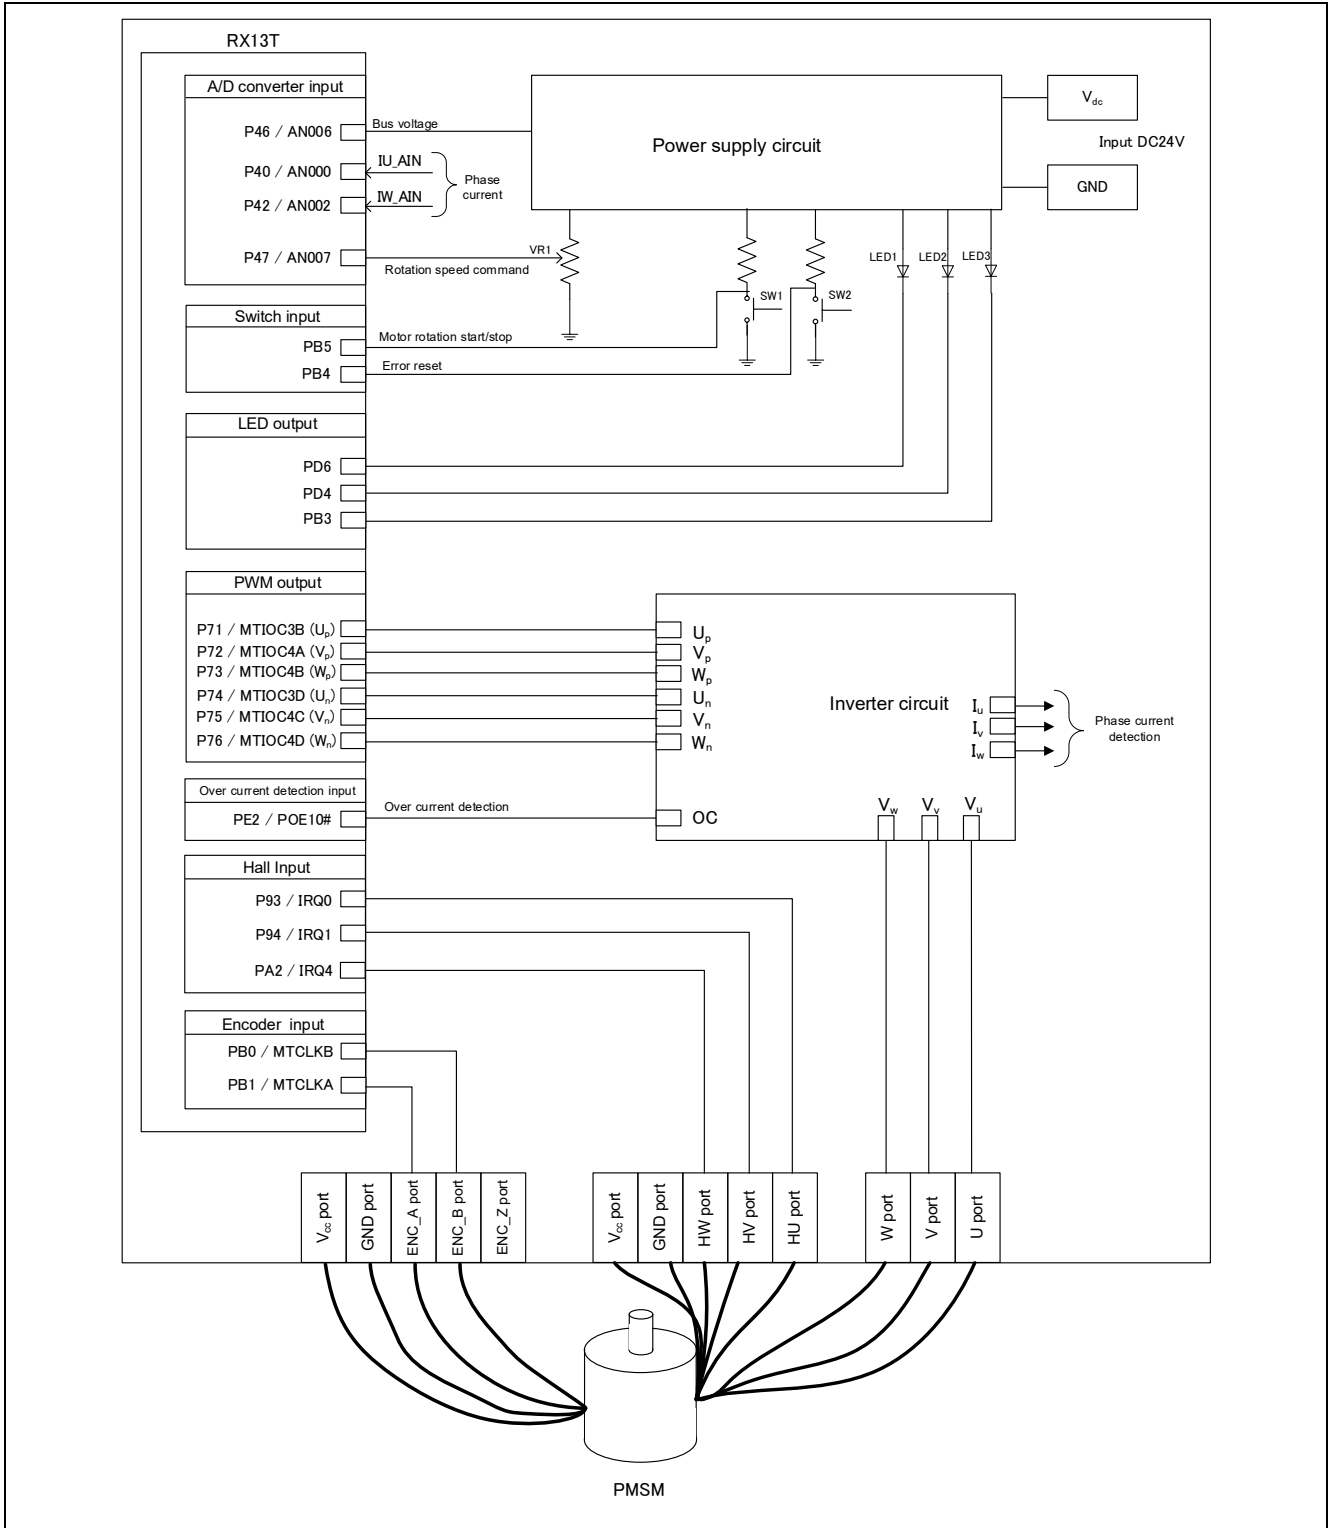 RX13T
A/D converter input
P46 / AN006
Bus voltage
P40 / AN000
IU_AIN
P42 / AN002
IW_AIN
Phase
current
P47 / AN007
VR1
Rotation speed command
Power supply circuit
Vdc
Input DC24V
GND
LED1
LED2
LED3
SW1
SW2
Switch input
PB5
Motor rotation start/stop
PB4
Error reset
LED output
PD6
PD4
PB3
PWM output
P71 / MTIOC3B (Up)
P72 / MTIOC4A (Vp)
P73 / MTIOC4B (Wp)
P74 / MTIOC3D (Un)
P75 / MTIOC4C (Vn)
P76 / MTIOC4D (Wn)
Up
Vp
Wp
Un
Vn
Wn
Inverter circuit
Iu
Iv
Iw
Phase current
detection
Over current detection input
PE2 / POE10#
Over current detection
OC
Vw
Vv
Vu
Hall Input
P93 / IRQ0
P94 / IRQ1
PA2 / IRQ4
Encoder input
PB0 / MTCLKB
PB1 / MTCLKA
Vcc port
GND port
ENC_A port
ENC_B port
ENC_Z port
Vcc port
GND port
HW port
HV port
HU port
W port
V port
U port
PMSM